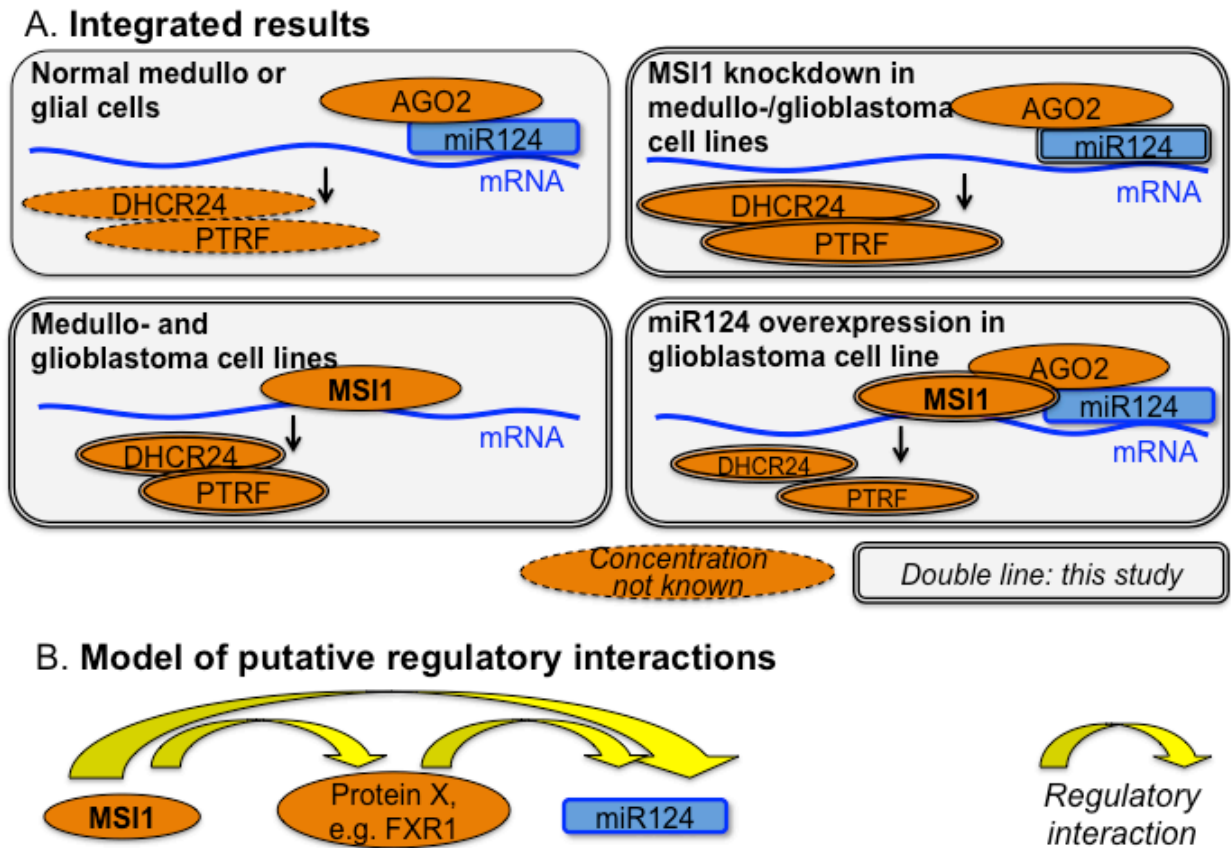 A. Integrated results
Normal medullo or
glial cells
AGO2
miR124
mRNA
DHCR24
PTRF
MSI1 knockdown in
medullo-/glioblastoma
cell lines
AGO2
miR124
mRNA
DHCR24
PTRF
Medullo- and
glioblastoma cell lines
MSI1
mRNA
DHCR24
PTRF
miR124 overexpression in
glioblastoma cell line
AGO2
MSI1
miR124
mRNA
DHCR24
PTRF
Concentration
not known
Double line: this study
B. Model of putative regulatory interactions
MSI1
Protein X,
e.g. FXR1
miR124
Regulatory
interaction